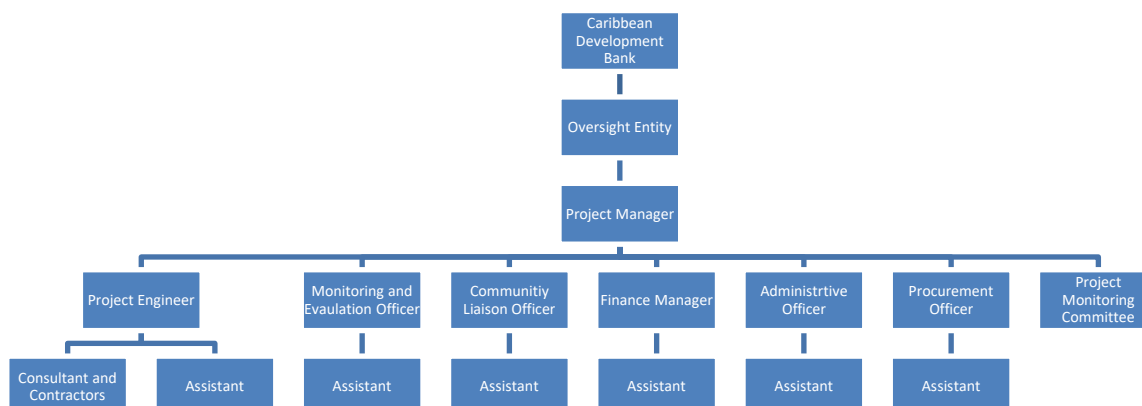 Caribbean
Development
Bank
Oversight Entity
Project Manager
Project Engineer
Monitoring and
Evaulation Officer
Communitiy
Liaison Officer
Finance Manager
Administrtive
Officer
Procurement
Officer
Project
Monitoring
Committee
Consultant and
Contractors
Assistant
Assistant
Assistant
Assistant
Assistant
Assistant